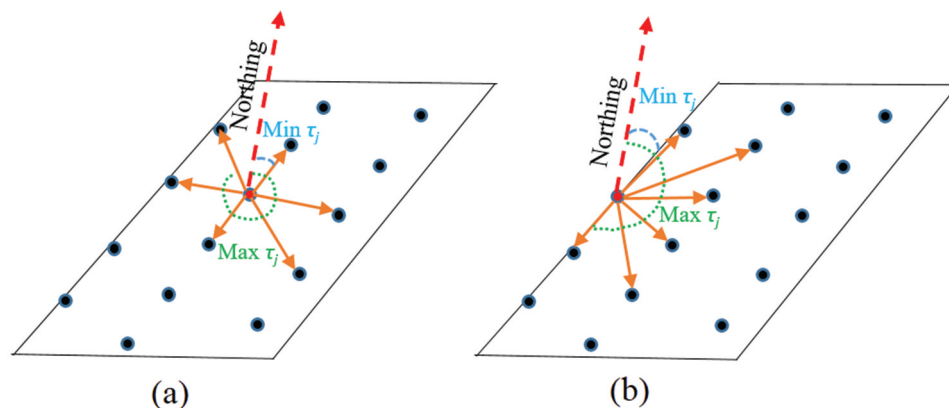 Northing
Min τj
Max τj
(a)
Northing
Min τj
Max τj
(b)